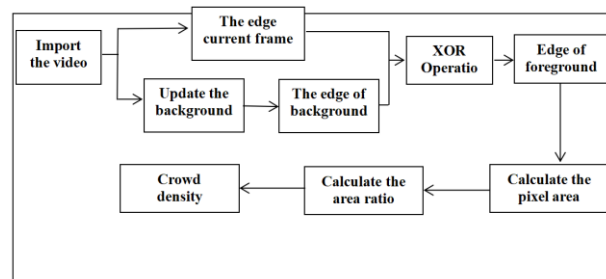 Import
the video
The edge
current frame
Update the
background
The edge of
background
XOR
Operatio
Edge of
foreground
Calculate the
pixel area
Calculate the
area ratio
Crowd
density